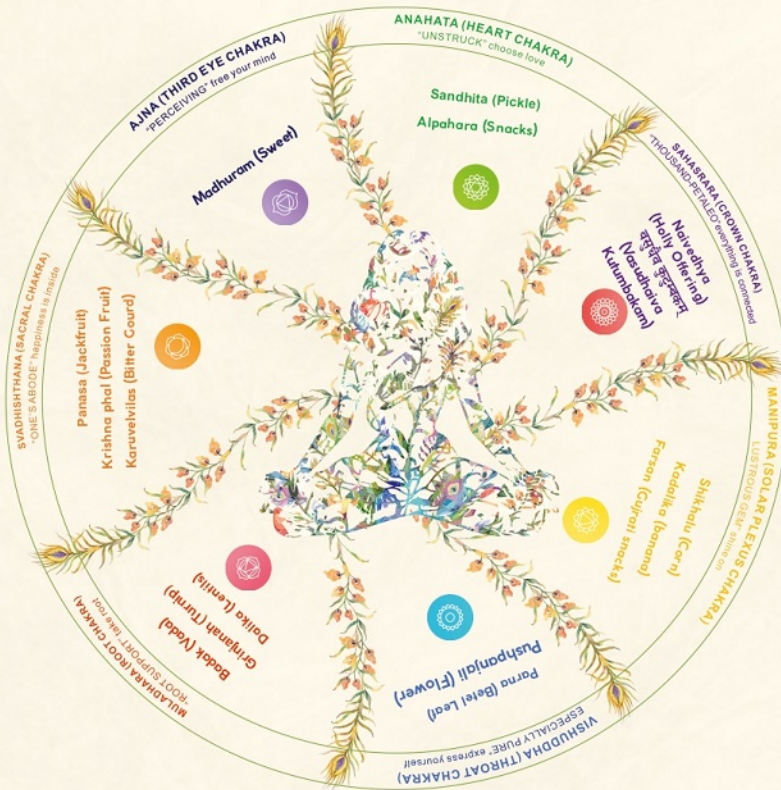 ANAHATA (HEART CHAKRA)
"UNSTRUCK" choose love
Sandhita (Pickle)
Alpahara (Snacks)
SAHASRARA (CROWN CHAKRA)
"THOUSAND-PETALED" everything is connected
Naivedhya
(Holly Offering)
वसुधैव कुटुम्बकम्
(Vasudhaiva
Kutumbakam)
MANIPURA (SOLAR PLEXUS CHAKRA)
LUSTROUS GEM" shine on
Shikhalu (Corn)
Kaddlika (banana)
Farsan (Gujrati snacks)
VISHUDDHA (THROAT CHAKRA)
ESPECIALLY PURE" express yourself
Parna (Betel Leaf)
Pushpanjali (Flower)
MULADHARA (ROOT CHAKRA)
"ROOT SUPPORT" take root
Badak (Vada)
Grinjanah (Turnip)
Dalika (Lentils)
SVADHISHTHANA (SACRAL CHAKRA)
"ONE'S ABODE" happiness is inside
Panasa (Jackfruit)
Krishna phal (Passion Fruit)
Karuvelvilas (Bitter Gourd)
AJNA (THIRD EYE CHAKRA)
"PERCEIVING" free your mind
Madhuram (Sweet)